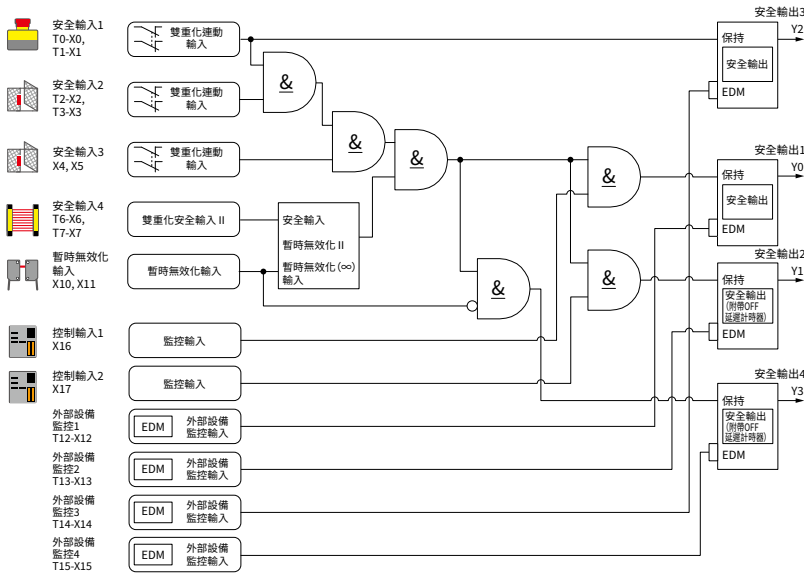 安全輸入1
T0-X0,
T1-X1
雙重化連動
輸入
安全輸入2
T2-X2,
T3-X3
雙重化連動
輸入
安全輸入3
X4, X5
雙重化連動
輸入
安全輸入4
T6-X6,
T7-X7
雙重化安全輸入 II
暫時無效化
輸入
X10, X11
暫時無效化輸入
安全輸入
暫時無效化 II
暫時無效化 (∞)
輸入
控制輸入1
X16
監控輸入
控制輸入2
X17
監控輸入
外部設備
監控1
T12-X12
EDM
外部設備
監控輸入
外部設備
監控2
T13-X13
EDM
外部設備
監控輸入
外部設備
監控3
T14-X14
EDM
外部設備
監控輸入
外部設備
監控4
T15-X15
EDM
外部設備
監控輸入
&
&
&
&
&
&
安全輸出3
Y2
保持
安全輸出
EDM
安全輸出1
Y0
保持
安全輸出
EDM
安全輸出2
Y1
保持
安全輸出
(附帶OFF
延遲計時器)
EDM
安全輸出4
Y3
保持
安全輸出
(附帶OFF
延遲計時器)
EDM